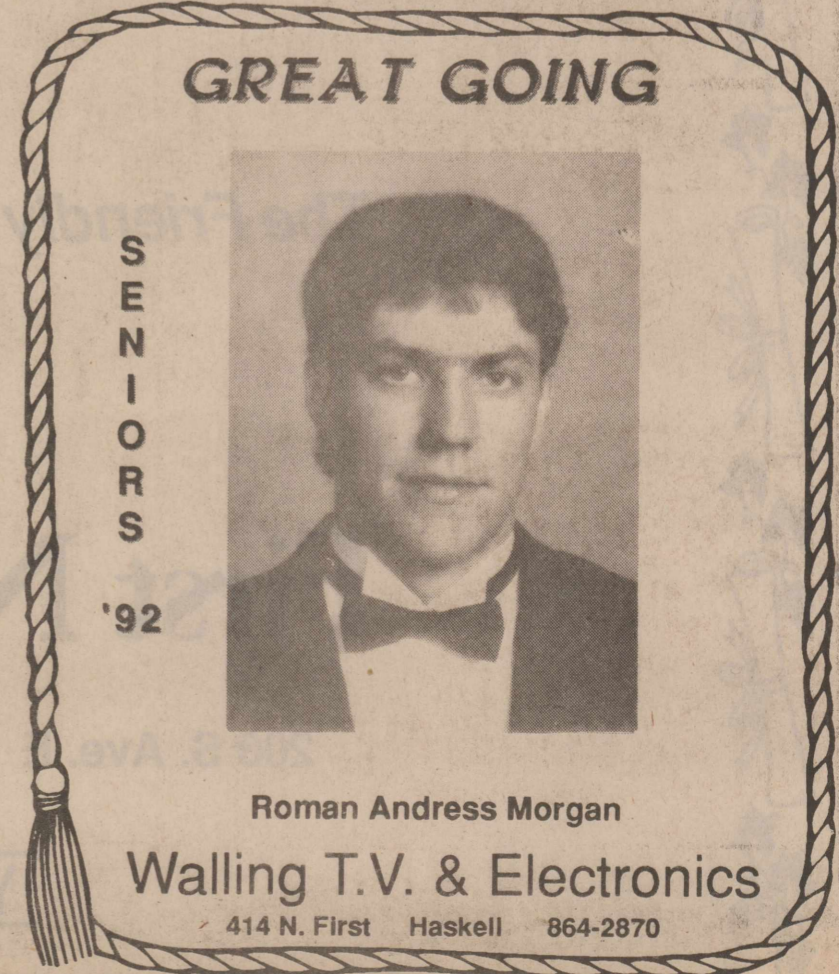 GREAT GOING
SENIORS
'92
Roman Andress Morgan
Walling T.V. & Electronics
414 N. First Haskell 864-2870